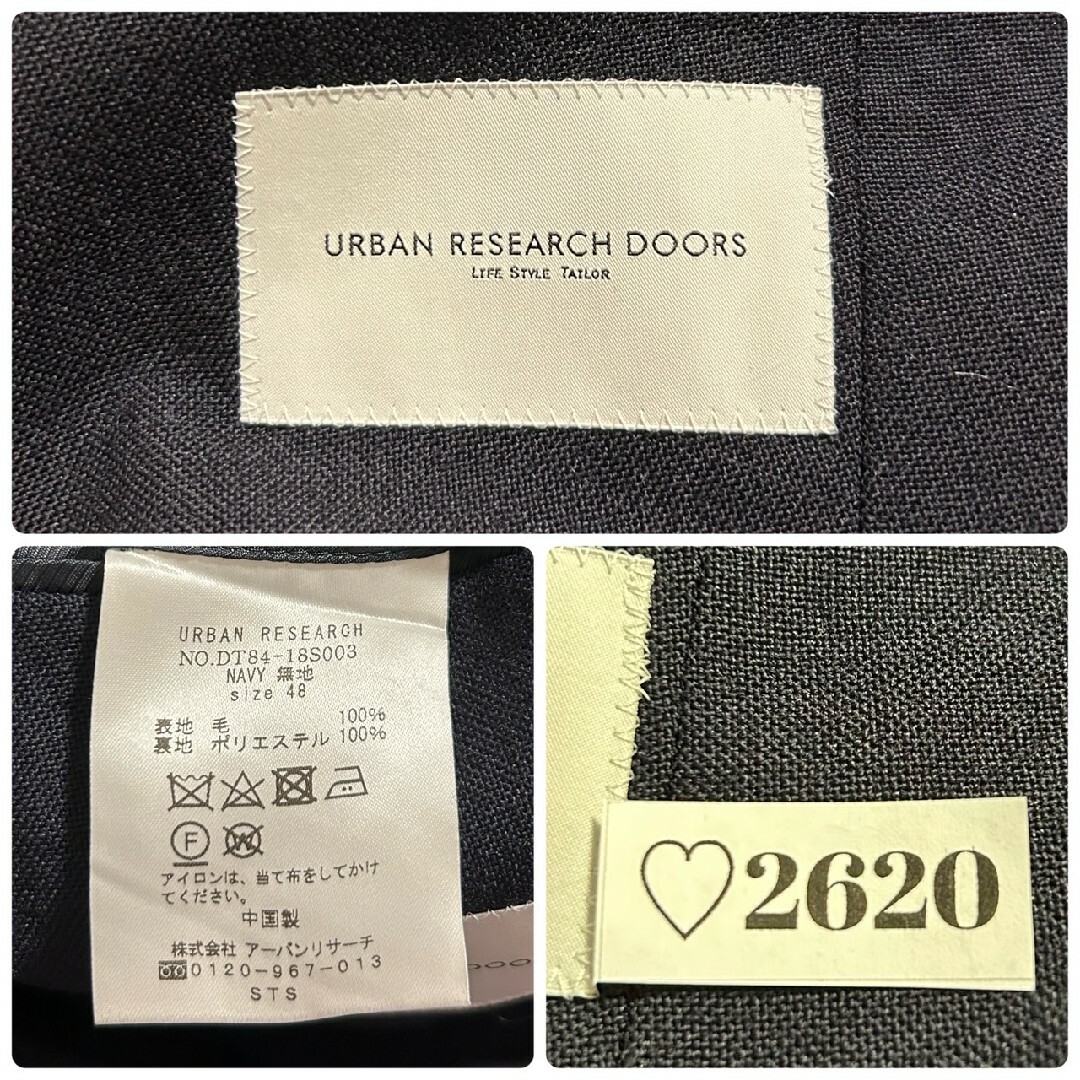 URBAN RESEARCH DOORS
LIFE STYLE TAILOR
URBAN RESEARCH
NO.DT84-18S003
NAVY 無地
size 48
表地 毛 100%
裏地 ポリエステル 100%
F W
アイロンは、当て布をしてかけ
てください。
中国製
株式会社 アーバンリサーチ
0120-967-013
STS
DOO
♡2620